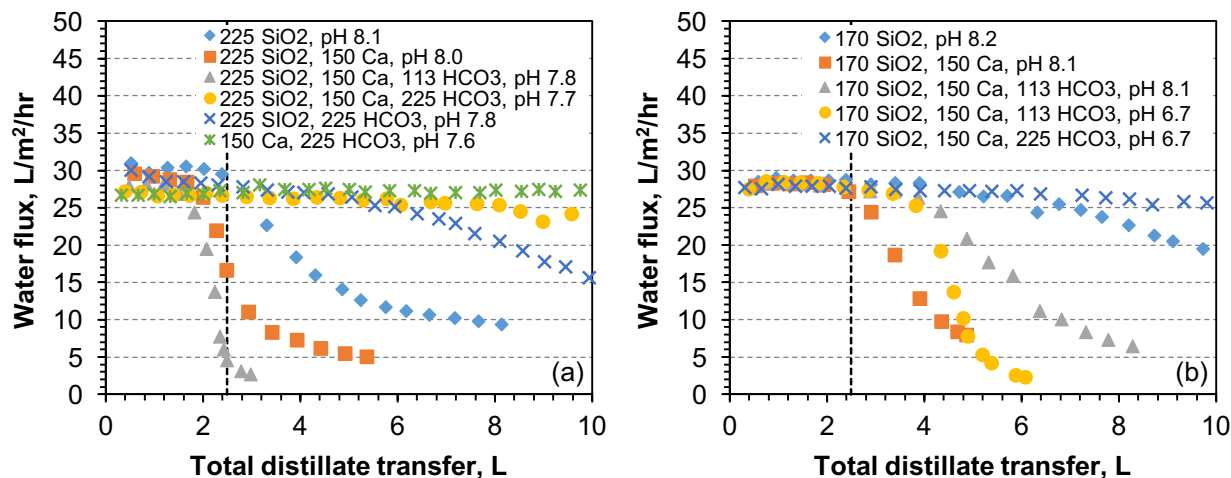 50
45
40
35
30
25
20
15
10
5
0
Water flux, L/m²/hr
225 SiO2, pH 8.1
225 SiO2, 150 Ca, pH 8.0
225 SiO2, 150 Ca, 113 HCO3, pH 7.8
225 SiO2, 150 Ca, 225 HCO3, pH 7.7
225 SIO2, 225 HCO3, pH 7.8
150 Ca, 225 HCO3, pH 7.6
(a)
0 2 4 6 8 10
Total distillate transfer, L
50
45
40
35
30
25
20
15
10
5
0
Water flux, L/m²/hr
170 SiO2, pH 8.2
170 SiO2, 150 Ca, pH 8.1
170 SiO2, 150 Ca, 113 HCO3, pH 8.1
170 SiO2, 150 Ca, 113 HCO3, pH 6.7
170 SiO2, 150 Ca, 225 HCO3, pH 6.7
(b)
0 2 4 6 8 10
Total distillate transfer, L